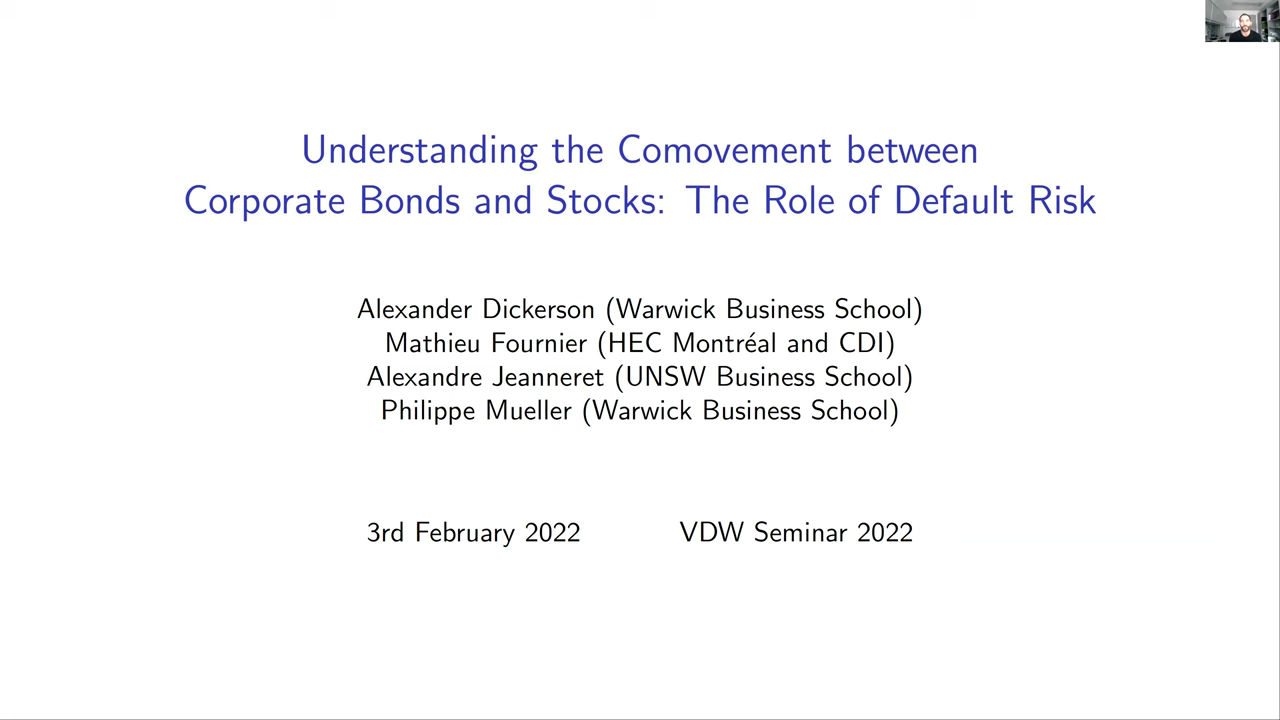 Understanding the Comovement between
Corporate Bonds and Stocks: The Role of Default Risk
Alexander Dickerson (Warwick Business School)
Mathieu Fournier (HEC Montréal and CDI)
Alexandre Jeanneret (UNSW Business School)
Philippe Mueller (Warwick Business School)
3rd February 2022 VDW Seminar 2022